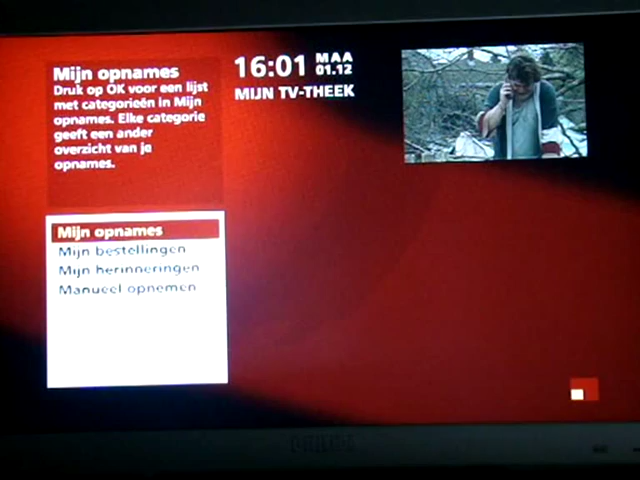 Mijn opnames
Druk op OK voor een lijst
met categorieën in Mijn
opnames. Elke categorie
geeft een ander
overzicht van je
opnames.
16:01 MAA
01.12
MIJN TV-THEEK
Mijn opnames
Mijn bestellingen
Mijn herinneringen
Manueel opnemen